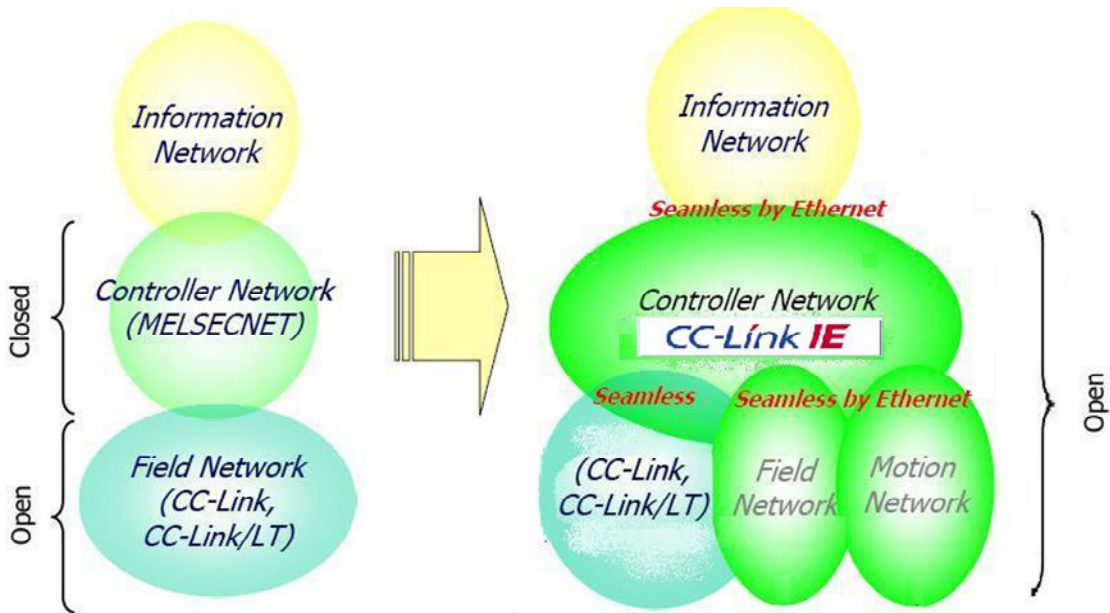 Information
Network
Closed
Controller Network
(MELSECNET)
Open
Field Network
(CC-Link,
CC-Link/LT)
Information
Network
Seamless by Ethernet
Controller Network
CC-Link IE
Seamless
Seamless by Ethernet
(CC-Link,
CC-Link/LT)
Field
Network
Motion
Network
Open